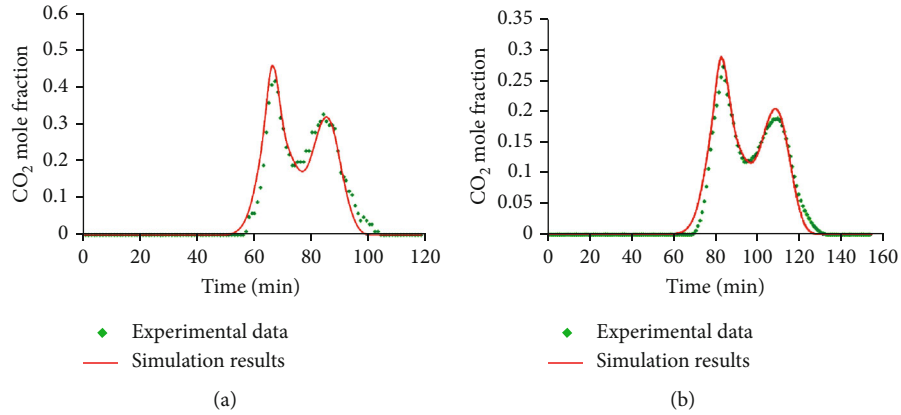 0.6
0.5
0.4
0.3
0.2
0.1
0
CO2 mole fraction
0 20 40 60 80 100 120
Time (min)
Experimental data
Simulation results
(a)
0.35
0.3
0.25
0.2
0.15
0.1
0.05
0
CO2 mole fraction
0 20 40 60 80 100 120 140 160
Time (min)
Experimental data
Simulation results
(b)